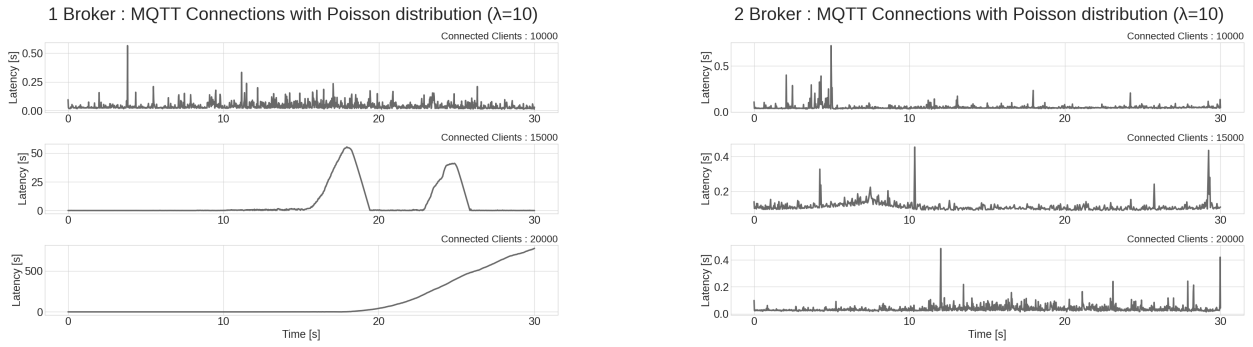 1 Broker : MQTT Connections with Poisson distribution (λ=10)
Connected Clients : 10000
Latency [s]
0.50
0.25
0.00
0 10 20 30
Connected Clients : 15000
Latency [s]
50
25
0
0 10 20 30
Connected Clients : 20000
Latency [s]
500
0
0 10 20 30
Time [s]
2 Broker : MQTT Connections with Poisson distribution (λ=10)
Connected Clients : 10000
Latency [s]
0.5
0.0
0 10 20 30
Connected Clients : 15000
Latency [s]
0.4
0.2
0 10 20 30
Connected Clients : 20000
Latency [s]
0.4
0.2
0.0
0 10 20 30
Time [s]